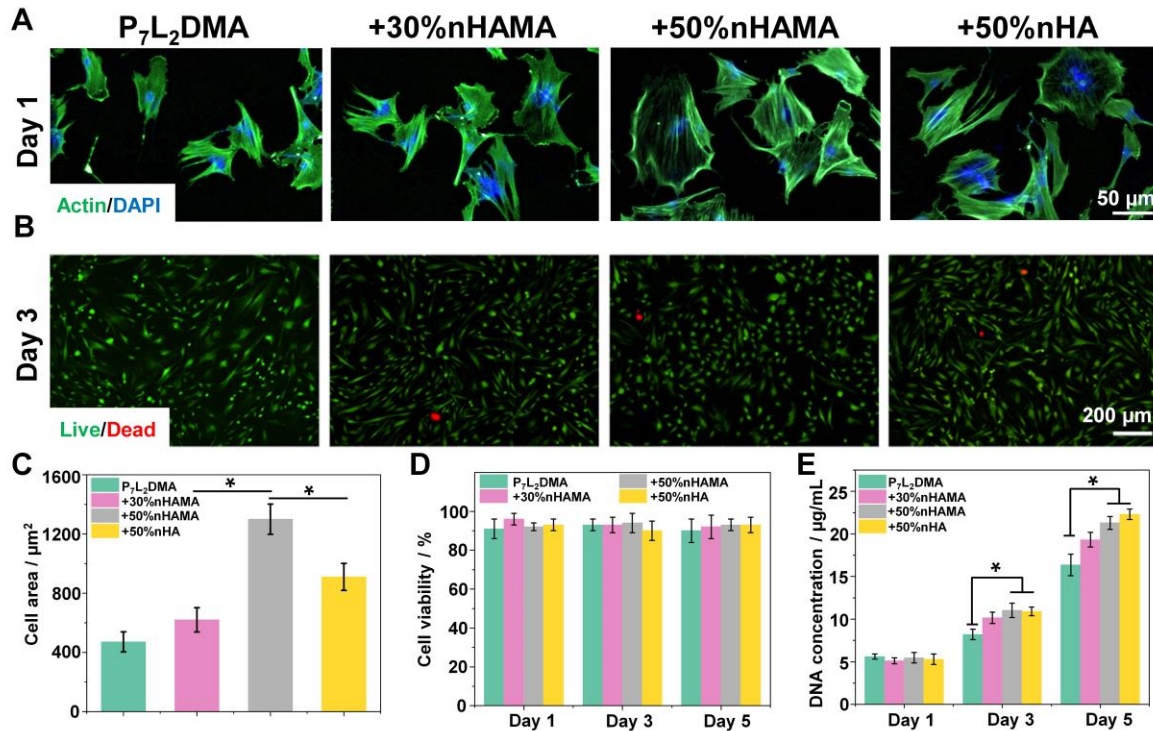 A
P₇L₂DMA +30%nHAMA +50%nHAMA +50%nHA
Day 1
Actin/DAPI
50 μm
B
Day 3
Live/Dead
200 μm
C
Cell area / μm²
1600
1200
800
400
0
P₇L₂DMA
+30%nHAMA
+50%nHAMA
+50%nHA
*
*
D
Cell viability / %
100
80
60
40
20
0
P₇L₂DMA +50%nHAMA
+30%nHAMA +50%nHA
Day 1 Day 3 Day 5
E
DNA concentration / μg/mL
25
20
15
10
5
0
P₇L₂DMA
+30%nHAMA
+50%nHAMA
+50%nHA
*
*
Day 1 Day 3 Day 5